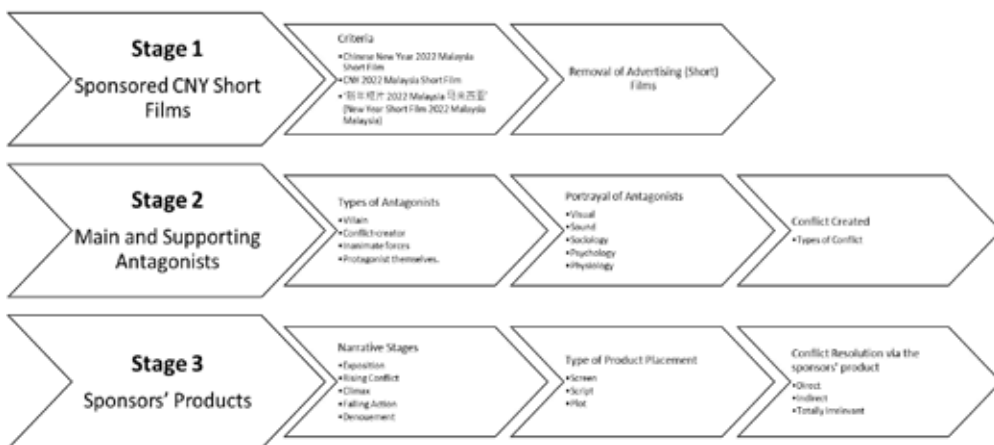 Stage 1
Sponsored CNY Short
Films
Criteria
•Chinese New Year 2022 Malaysia
Short Film
•CNY 2022 Malaysia Short Film
•"新年短片 2022 Malaysia 马来西亚"
(New Year Short Film 2022 Malaysia
Malaysia)
Removal of Advertising (Short)
Films
Stage 2
Main and Supporting
Antagonists
Types of Antagonists
•Villain
•Conflict-creator
•Inanimate forces
•Protagonist themselves.
Portrayal of Antagonists
•Visual
•Sound
•Sociology
•Psychology
•Physiology
Conflict Created
•Types of Conflict
Stage 3
Sponsors' Products
Narrative Stages
•Exposition
•Rising Conflict
•Climax
•Falling Action
•Denouement
Type of Product Placement
•Screen
•Script
•Plot
Conflict Resolution via the
sponsors' product
•Direct
•Indirect
•Totally Irrelevant